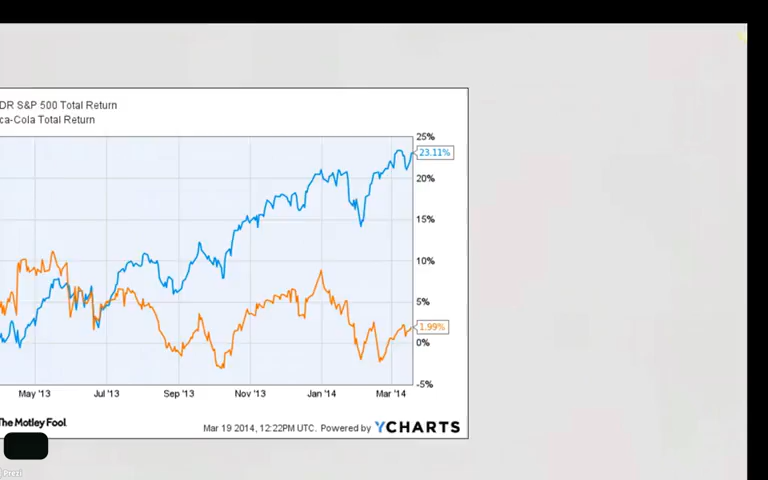 DR S&P 500 Total Return
ca-Cola Total Return
25%
23.11%
20%
15%
10%
5%
1.99%
0%
-5%
May '13 Jul '13 Sep '13 Nov '13 Jan '14 Mar '14
The Motley Fool
Mar 19 2014, 12:22PM UTC. Powered by YCHARTS
Prezi